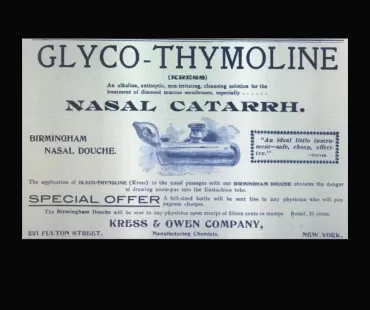 GLYCO-THYMOLINE
(KRESS)
An alkaline, antiseptic, non-irritating, cleansing solution for the
treatment of diseased mucous membranes, especially ......
NASAL CATARRH.
BIRMINGHAM
NASAL DOUCHE.
"An ideal little instru-
ment—safe, cheap, effect-
ive."
The application of GLYCO-THYMOLINE (Kress) to the nasal passages with our BIRMINGHAM DOUCHE obviates the danger
of drawing muco-pus into the Eustachian tube.
SPECIAL OFFER
A full-sized bottle will be sent free to any physician who will pay
express charges.
The Birmingham Douche will be sent to any physician upon receipt of fifteen cents in stamps. Retail, 25 cents.
KRESS & OWEN COMPANY,
221 FULTON STREET, Manufacturing Chemists, NEW YORK.